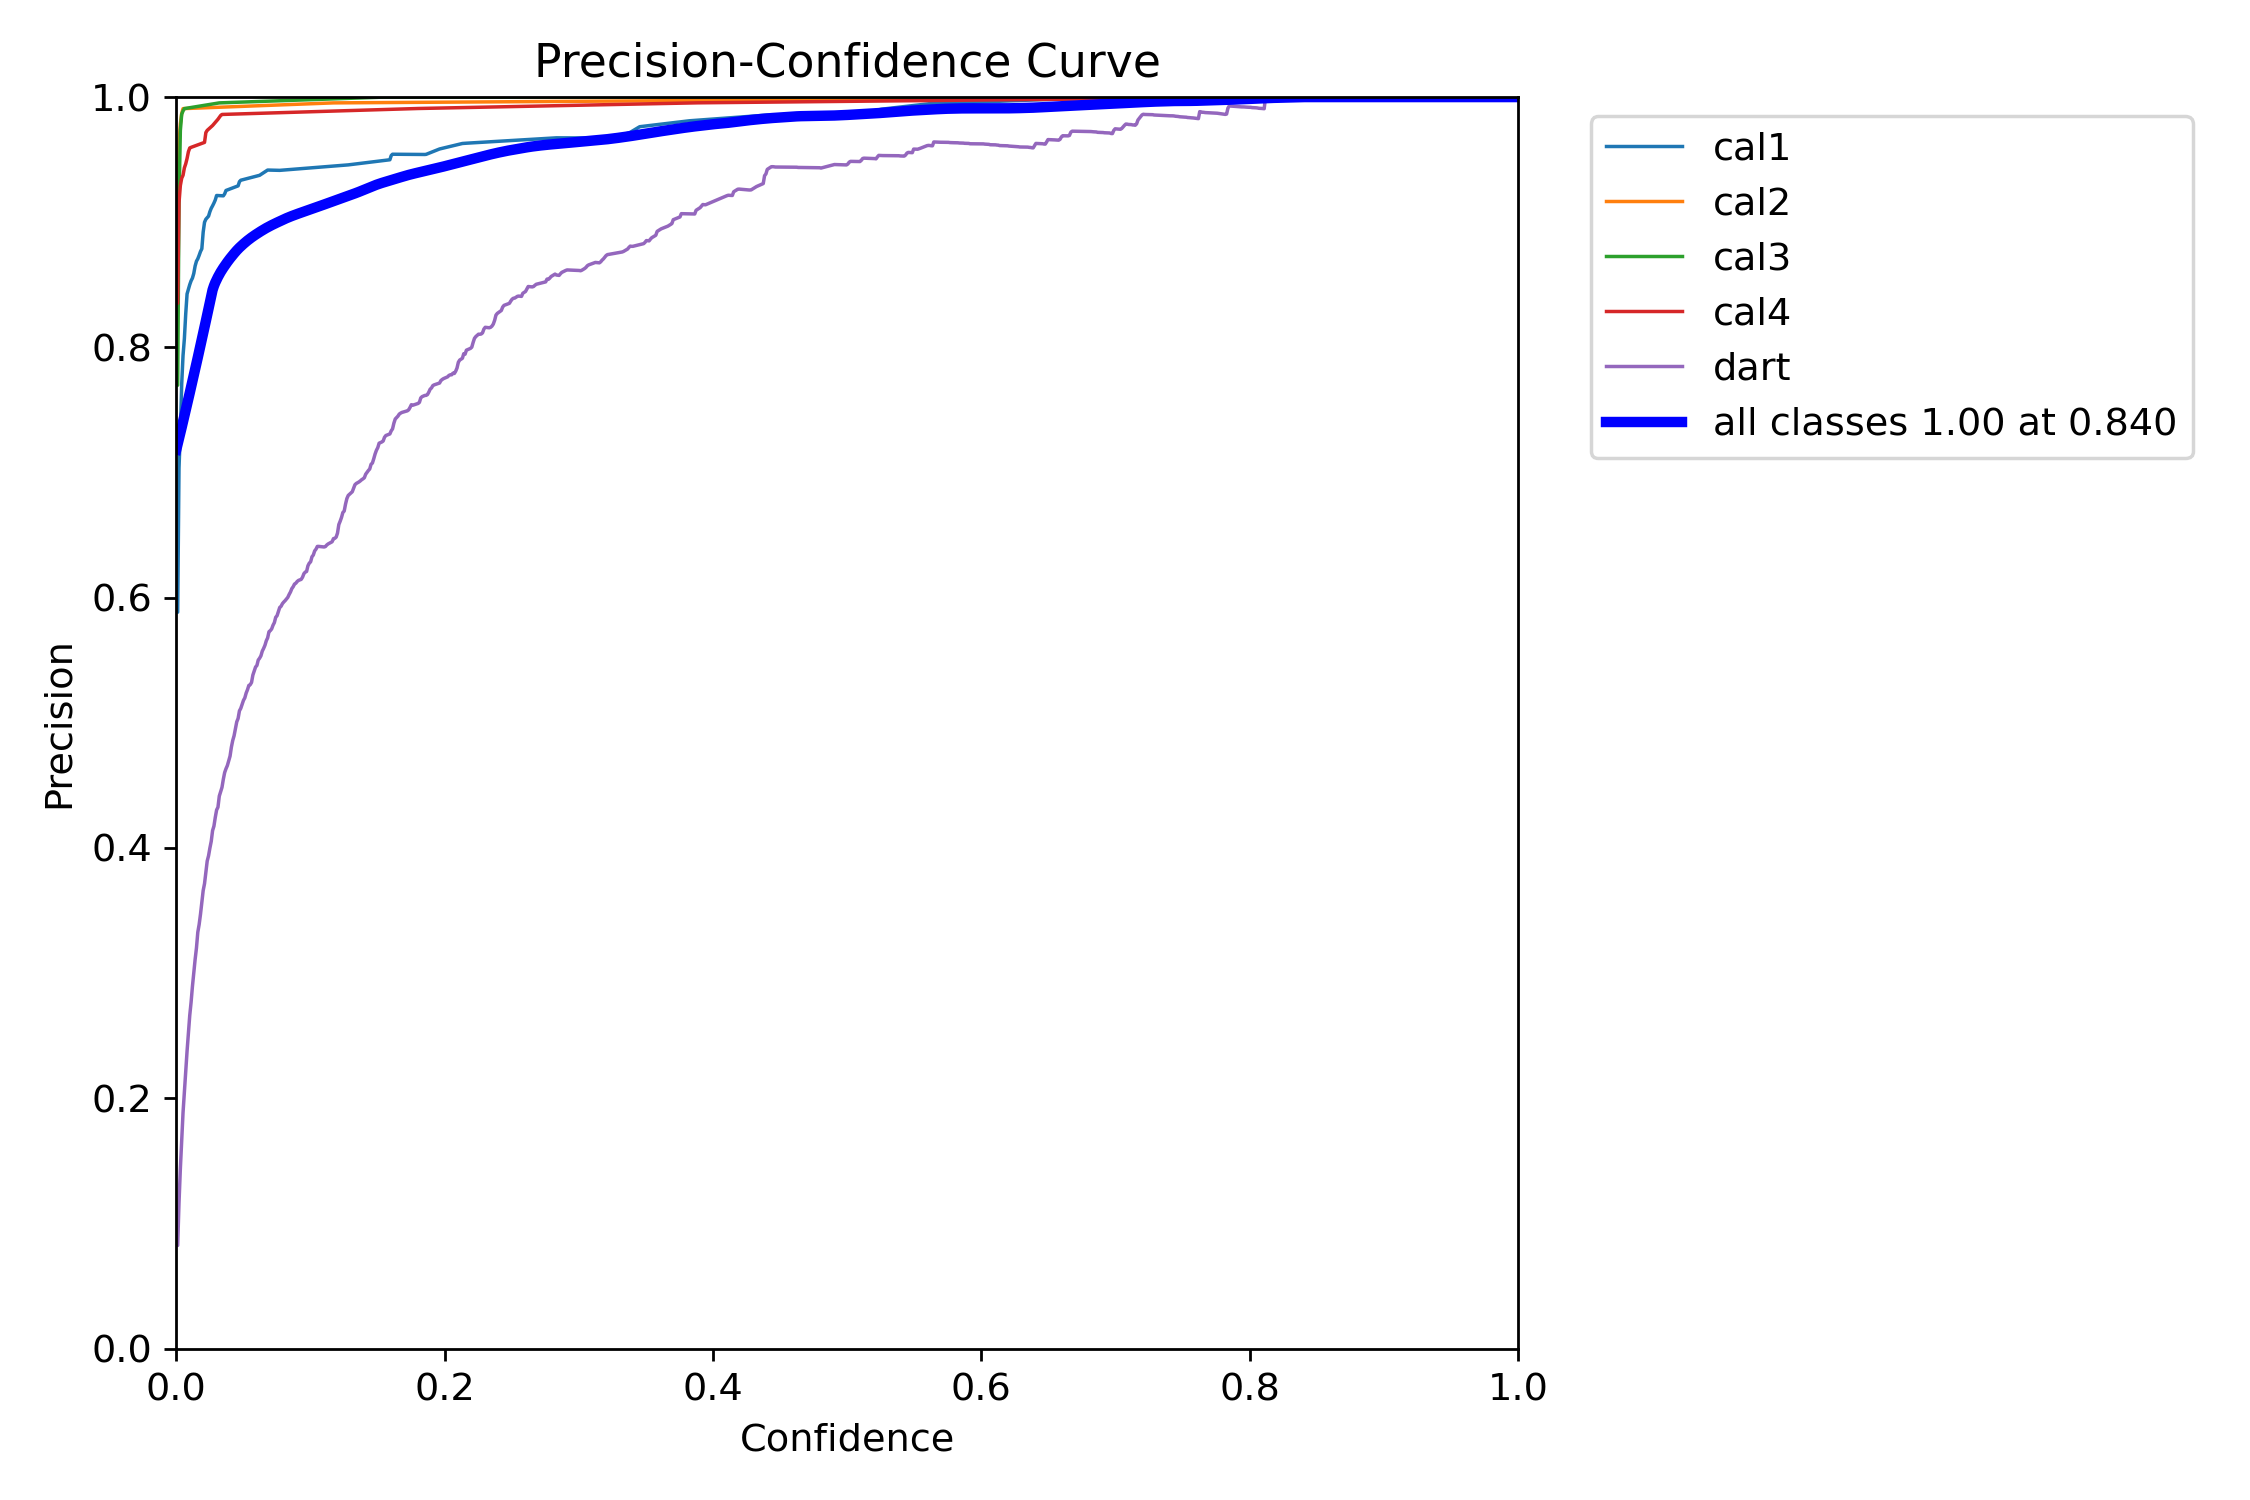 Precision-Confidence Curve
1.0
0.8
0.6
0.4
0.2
0.0
Precision
0.0 0.2 0.4 0.6 0.8 1.0
Confidence
cal1
cal2
cal3
cal4
dart
all classes 1.00 at 0.840